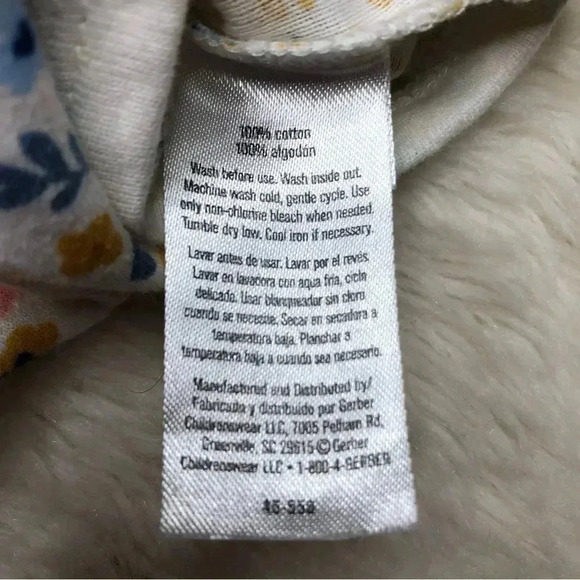 100% cotton
100% algodón
Wash before use. Wash inside out.
Machine wash cold, gentle cycle. Use
only non-chlorine bleach when needed.
Tumble dry low. Cool iron if necessary.
Lavar antes de usar. Lavar por el revés
Lavar en lavadora con agua fría, ciclo
delicado. Usar blanqueador sin cloro
cuando se necesite. Secar en secadora a
temperatura baja. Planchar a
temperatura baja a cuando sea necesario.
Manufactured and Distributed by/
Fabricado y distribuido por Gerber
Childrenswear LLC, 7005 Pelham Rd,
Greenville, SC 29615 © Gerber
Childrenswear LLC • 1-800-4-GERBER